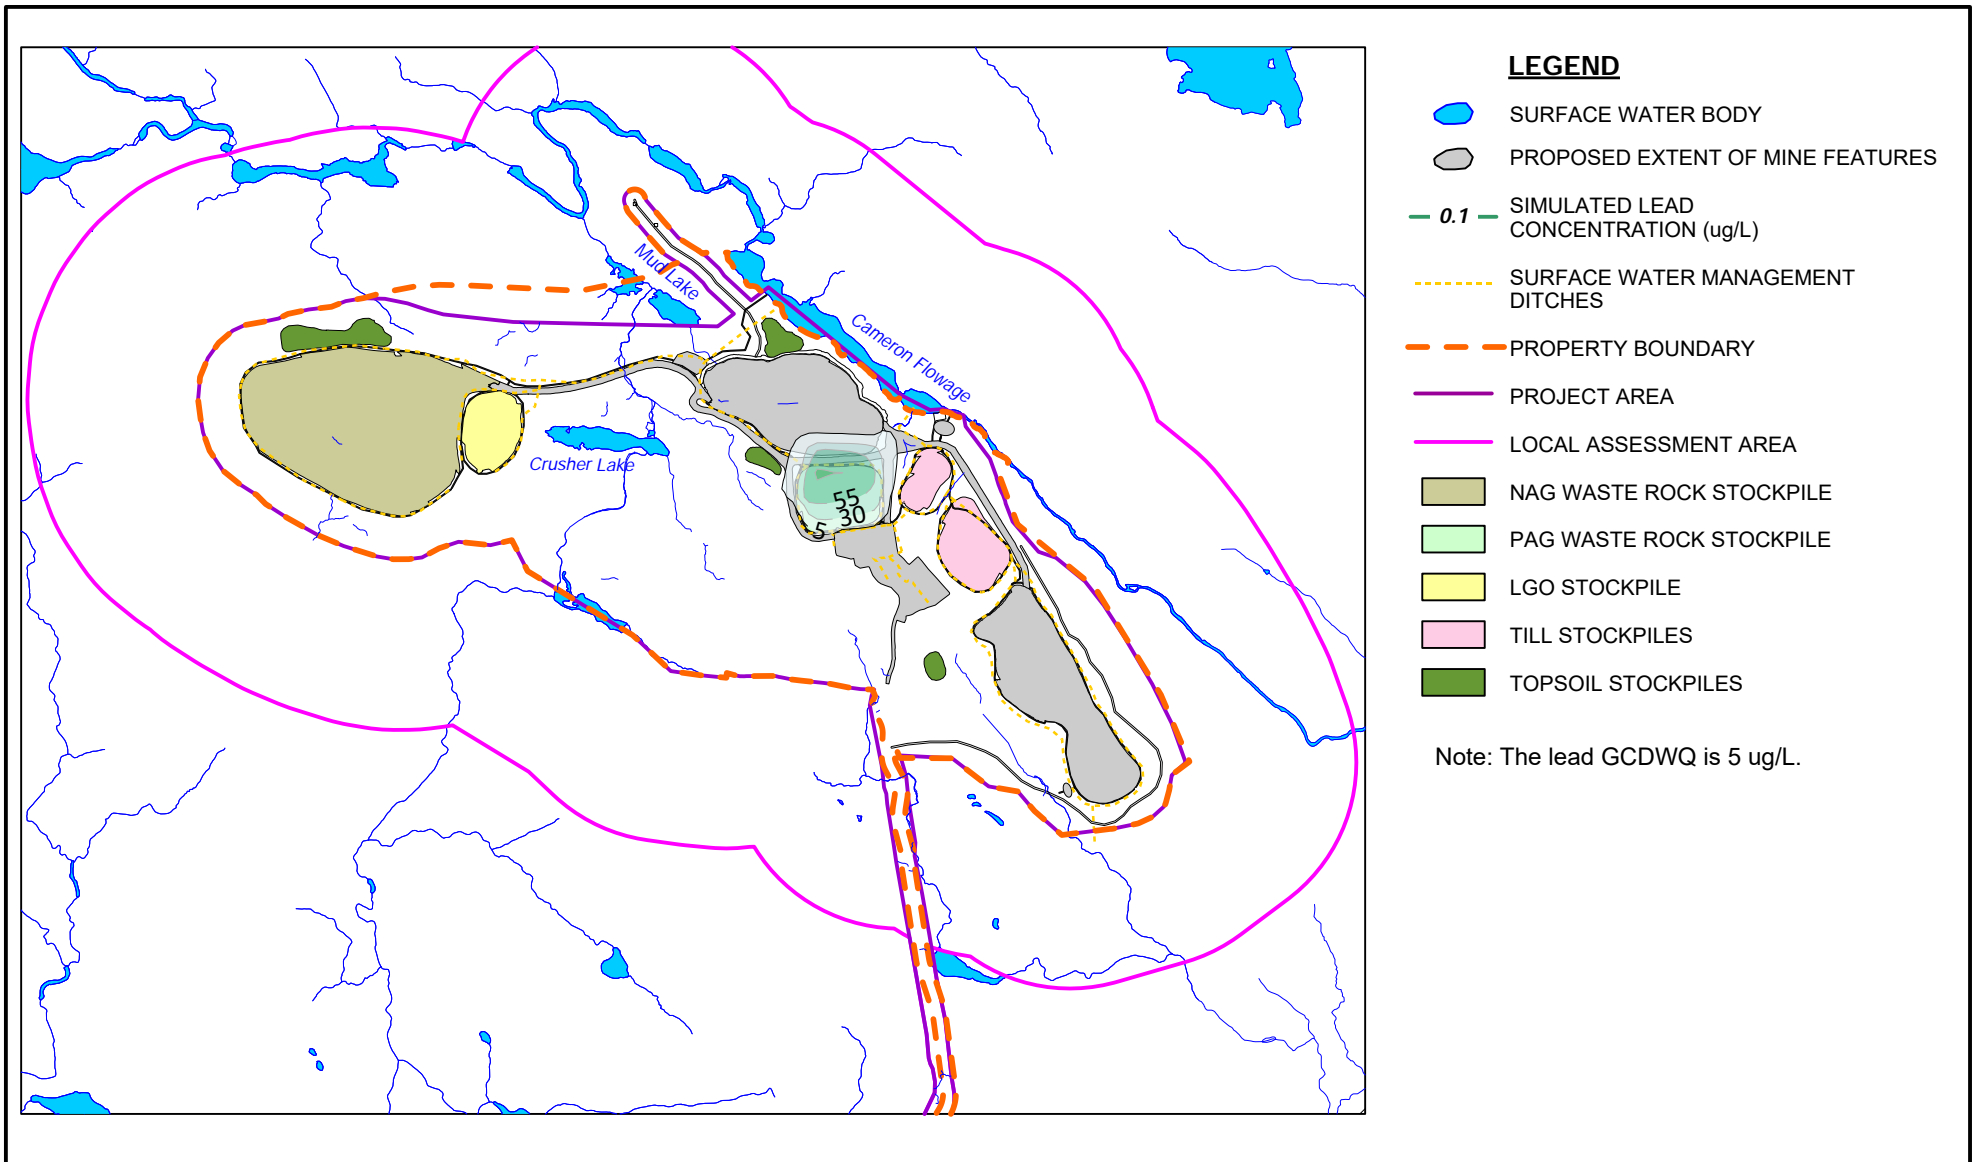 LEGEND
SURFACE WATER BODY
PROPOSED EXTENT OF MINE FEATURES
0.1
SIMULATED LEAD
CONCENTRATION (ug/L)
SURFACE WATER MANAGEMENT
DITCHES
PROPERTY BOUNDARY
PROJECT AREA
LOCAL ASSESSMENT AREA
NAG WASTE ROCK STOCKPILE
PAG WASTE ROCK STOCKPILE
LGO STOCKPILE
TILL STOCKPILES
TOPSOIL STOCKPILES
Note: The lead GCDWQ is 5 ug/L.
Mud Lake
Cameron Flowage
Crusher Lake
55
30
5